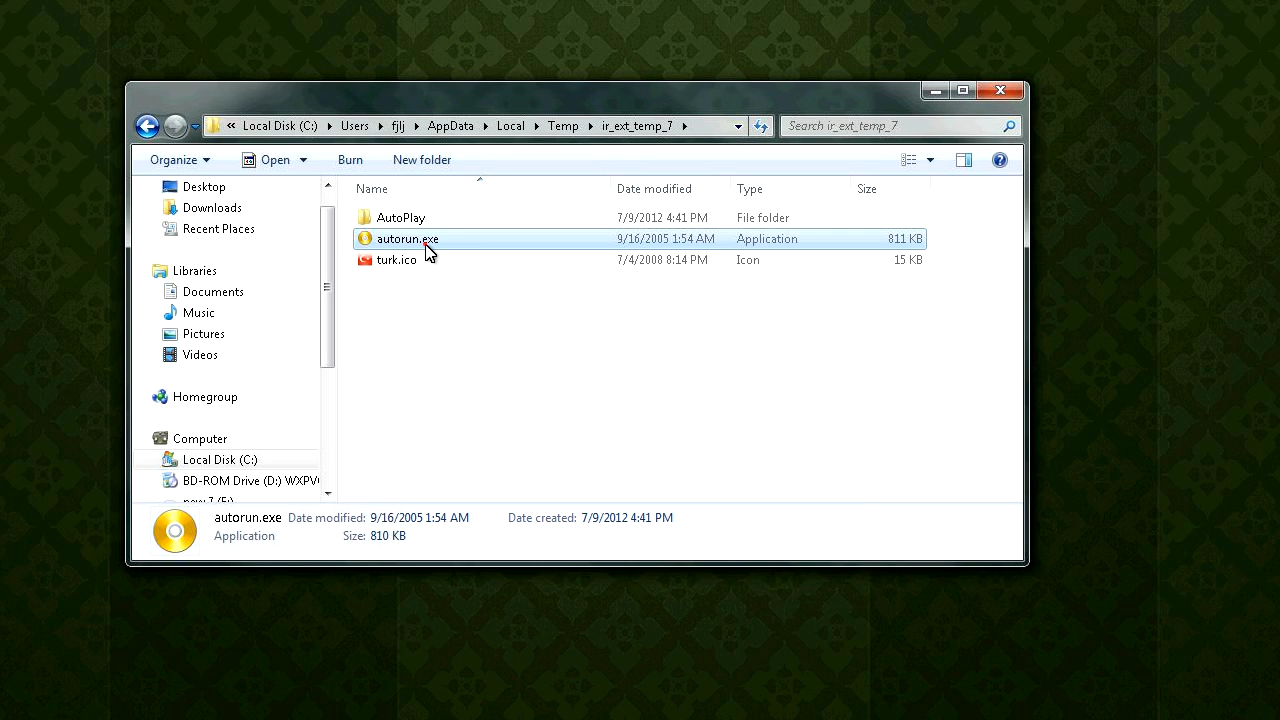 « Local Disk (C:) Users fjlj AppData Local Temp ir_ext_temp_7 Search ir_ext_temp_7
Organize Open Burn New folder
Name Date modified Type Size
Desktop
Downloads
Recent Places
Libraries
Documents
Music
Pictures
Videos
Homegroup
Computer
Local Disk (C:)
BD-ROM Drive (D:) WXPV
AutoPlay 7/9/2012 4:41 PM File folder
autorun.exe 9/16/2005 1:54 AM Application 811 KB
turk.ico 7/4/2008 8:14 PM Icon 15 KB
autorun.exe Date modified: 9/16/2005 1:54 AM Date created: 7/9/2012 4:41 PM
Application Size: 810 KB